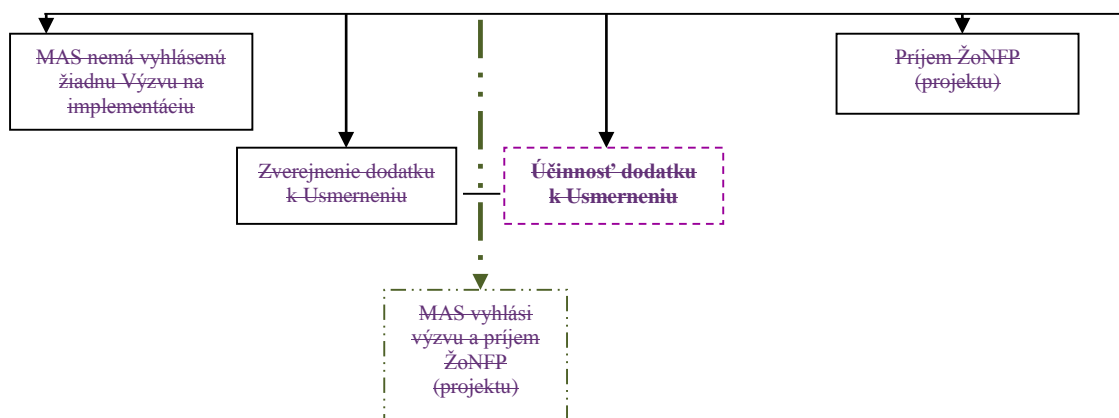 MAS nemá vyhlásenú
žiadnu Výzvu na
implementáciu
Príjem ŽoNFP
(projektu)
Zverejnenie dodatku
k Usmerneniu
Účinnosť dodatku
k Usmerneniu
MAS vyhlási
výzvu a príjem
ŽoNFP
(projektu)